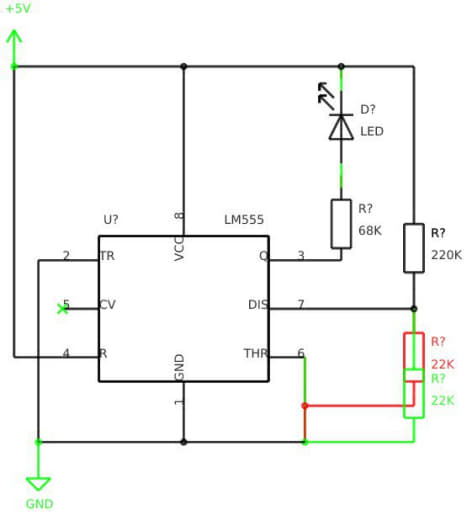 +5V
D?
LED
U?
LM555
8
VCC
R?
68K
R?
220K
2
TR
Q
3
5
CV
DIS
7
4
R
THR
6
GND
1
R?
22K
R?
22K
GND